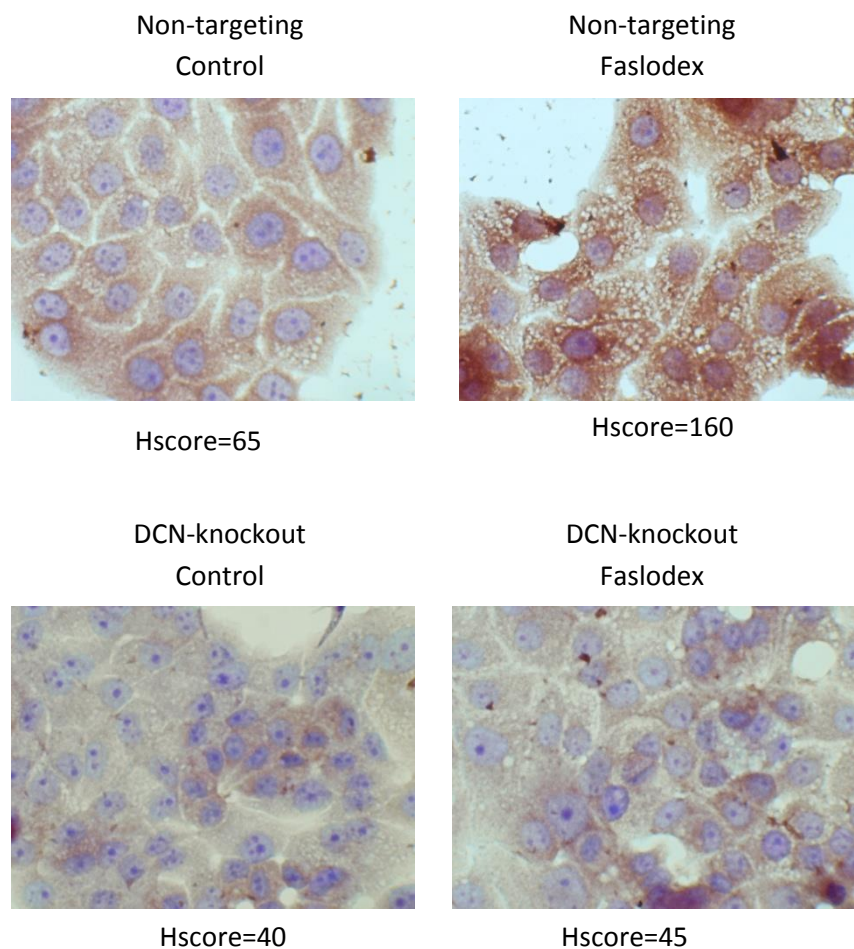 Non-targeting
Control
Non-targeting
Faslodex
Hscore=65
Hscore=160
DCN-knockout
Control
DCN-knockout
Faslodex
Hscore=40
Hscore=45